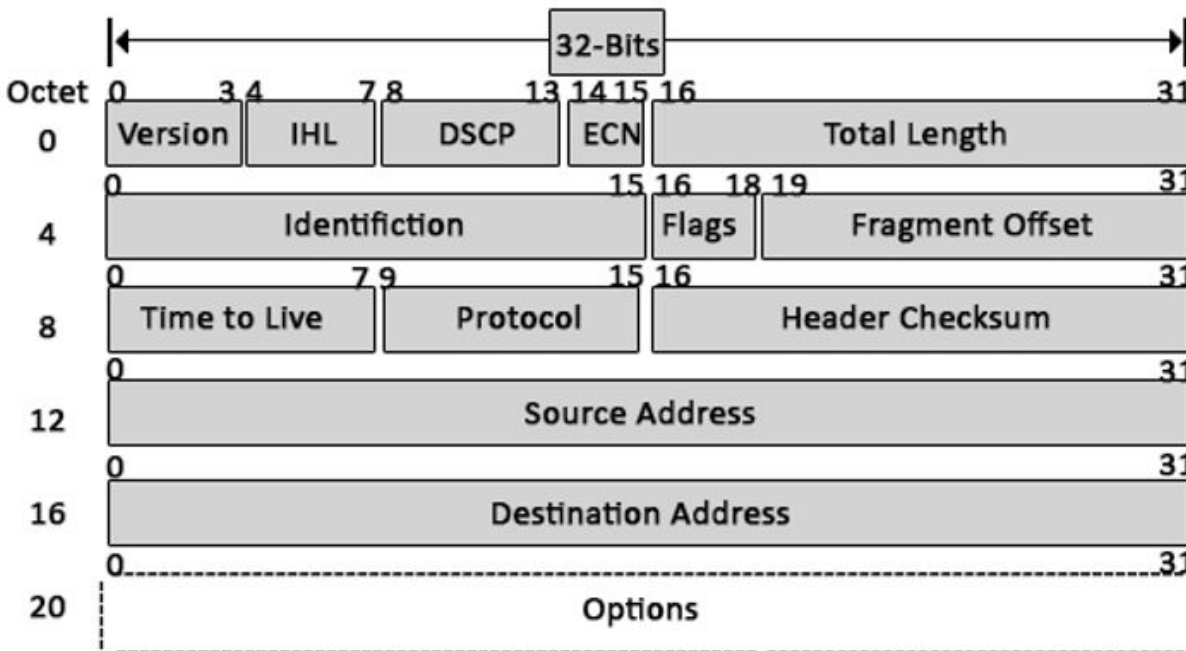 32-Bits
Octet 0 3 4 7 8 13 14 15 16 31
0 Version IHL DSCP ECN Total Length
0 15 16 18 19 31
4 Identifiction Flags Fragment Offset
0 7 9 15 16 31
8 Time to Live Protocol Header Checksum
0 31
12 Source Address
0 31
16 Destination Address
0 31
20 Options